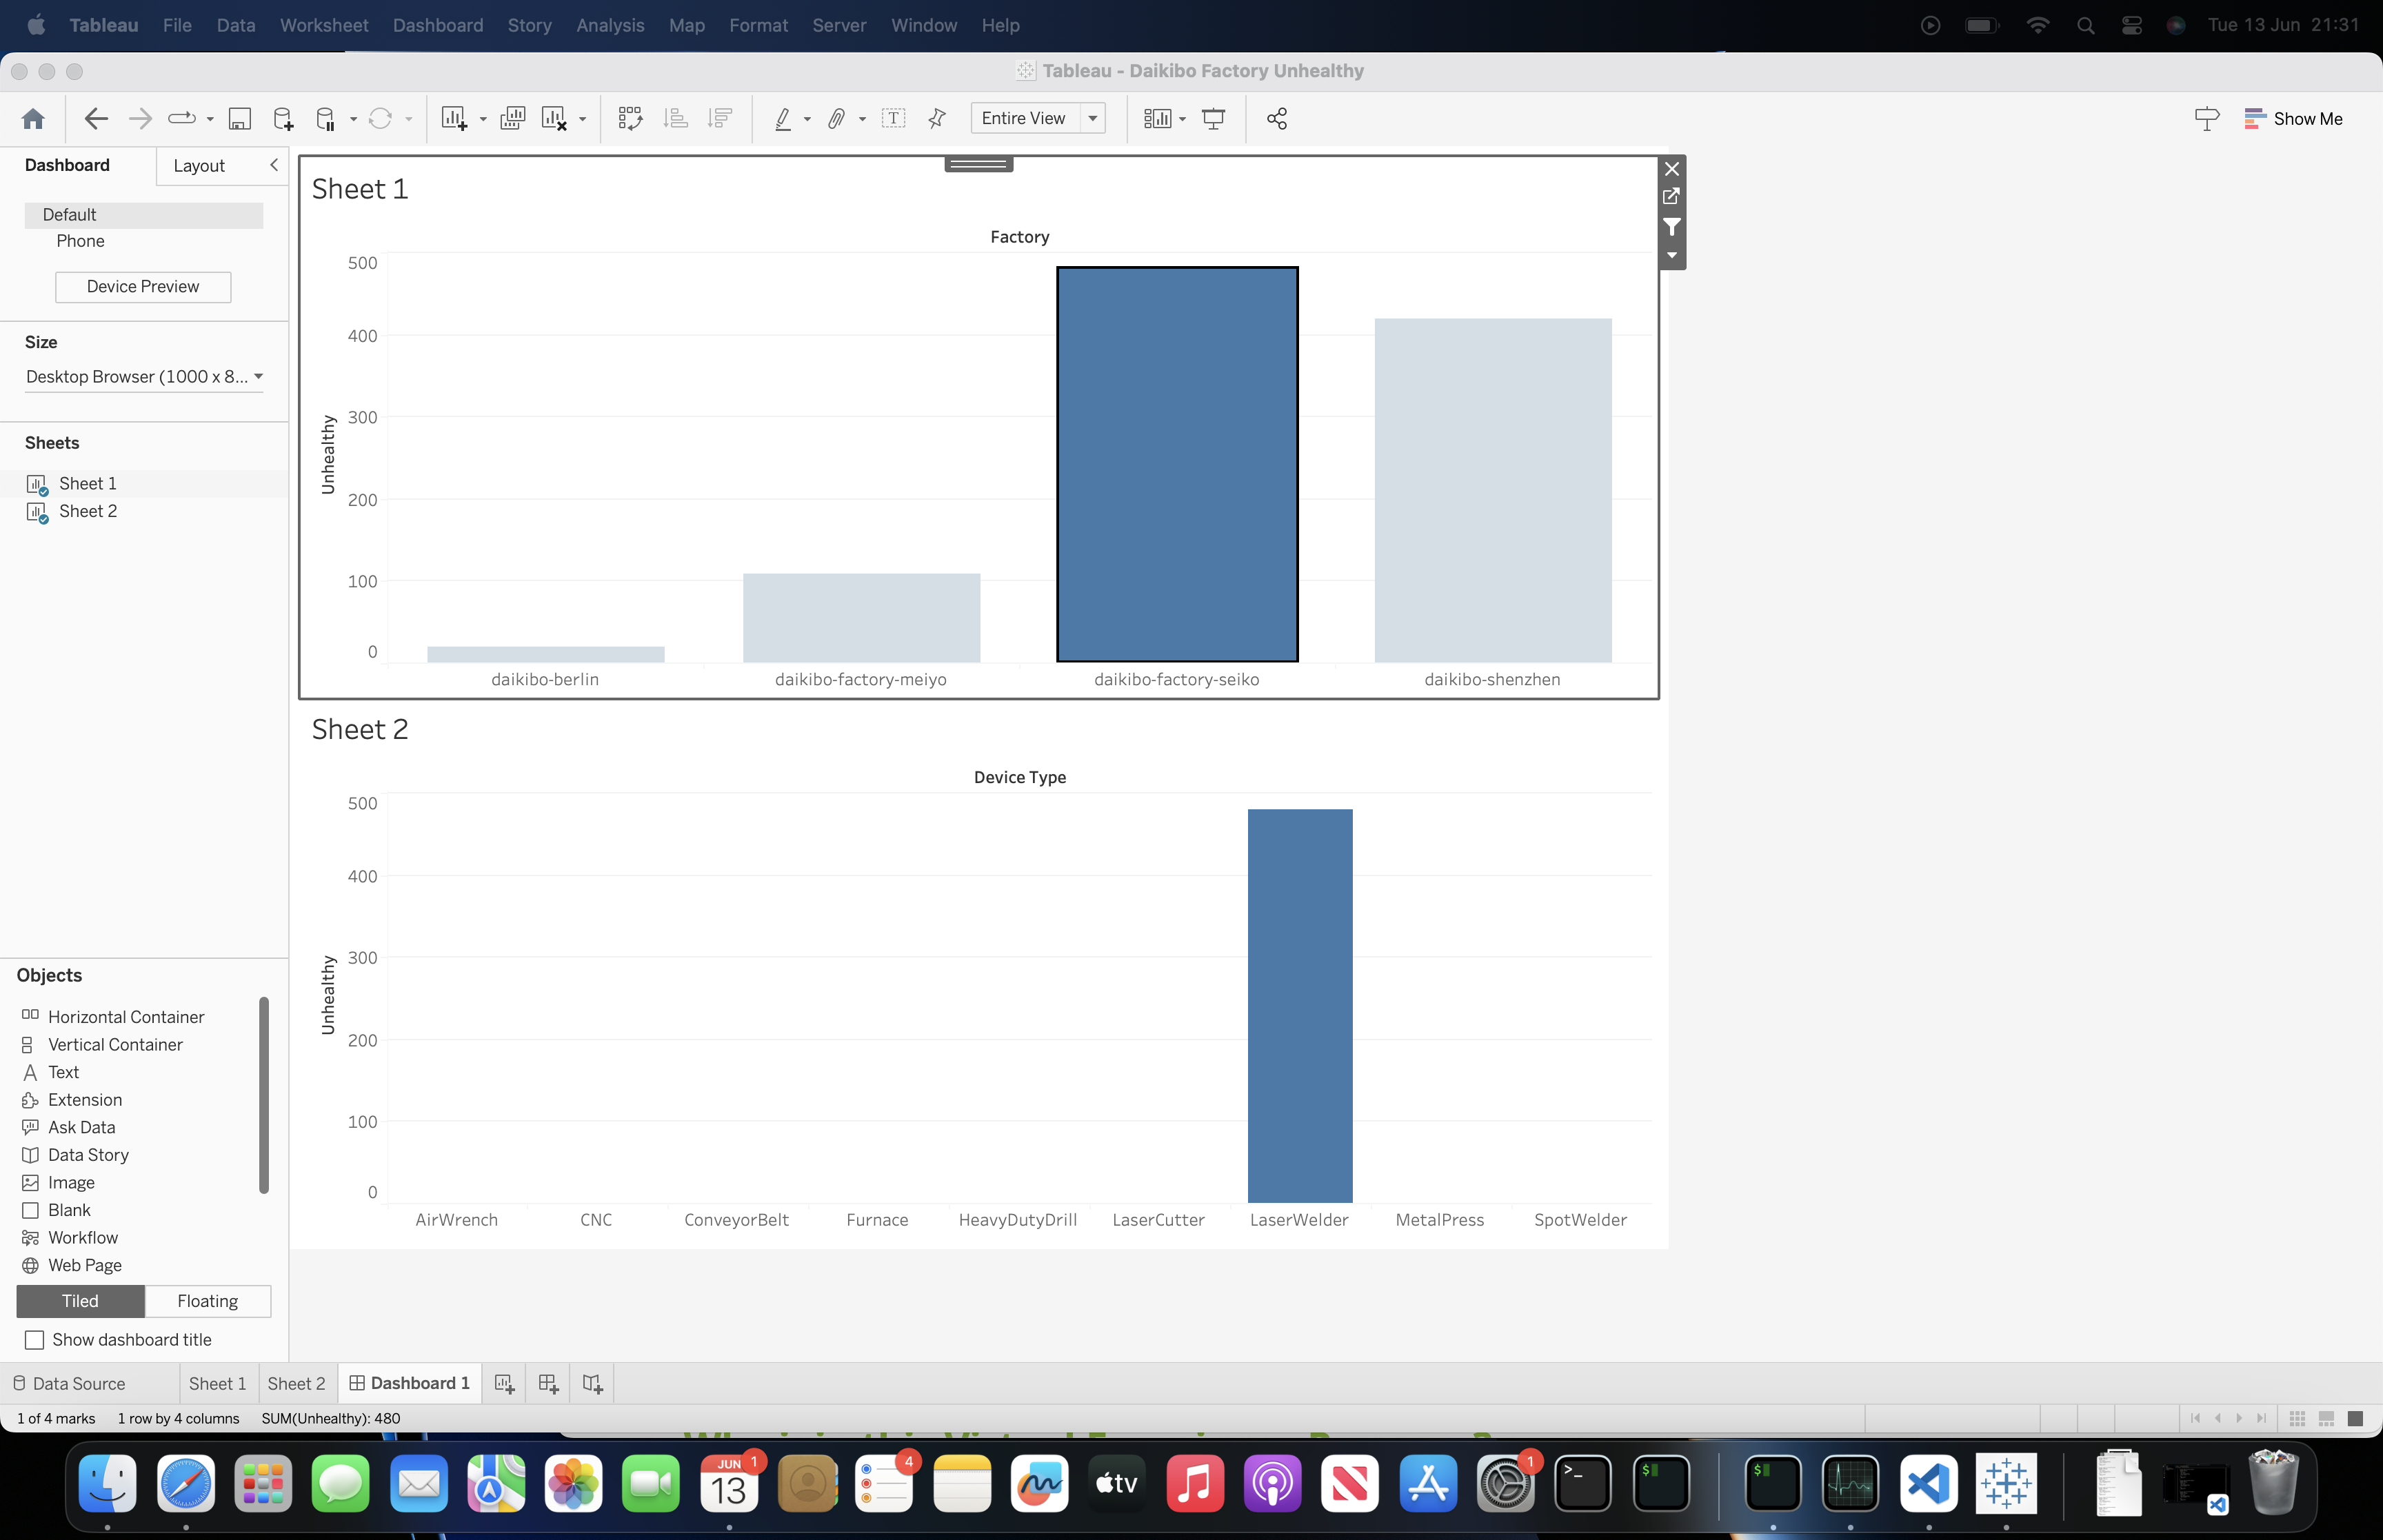 Tableau File Data Worksheet Dashboard Story Analysis Map Format Server Window Help Tue 13 Jun 21:31
Tableau - Daikibo Factory Unhealthy
Entire View
Show Me
Dashboard Layout
Default
Phone
Device Preview
Size
Desktop Browser (1000 x 8...
Sheets
Sheet 1
Sheet 2
Objects
Horizontal Container
Vertical Container
Text
Extension
Ask Data
Data Story
Image
Blank
Workflow
Web Page
Tiled Floating
Show dashboard title
Sheet 1
Factory
Unhealthy
500
400
300
200
100
0
daikibo-berlin daikibo-factory-meiyo daikibo-factory-seiko daikibo-shenzhen
Sheet 2
Device Type
Unhealthy
500
400
300
200
100
0
AirWrench CNC ConveyorBelt Furnace HeavyDutyDrill LaserCutter LaserWelder MetalPress SpotWelder
Data Source Sheet 1 Sheet 2 Dashboard 1
1 of 4 marks 1 row by 4 columns SUM(Unhealthy): 480
JUN 1 4 1
13
tv